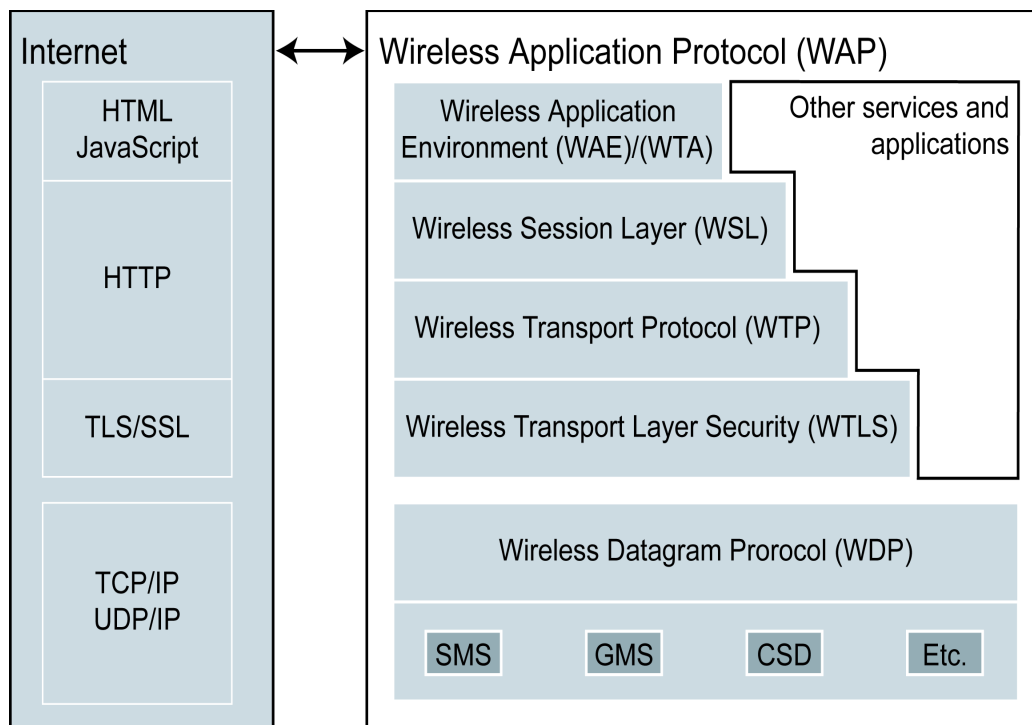 Internet
HTML
JavaScript
HTTP
TLS/SSL
TCP/IP
UDP/IP
Wireless Application Protocol (WAP)
Wireless Application
Environment (WAE)/(WTA)
Other services and
applications
Wireless Session Layer (WSL)
Wireless Transport Protocol (WTP)
Wireless Transport Layer Security (WTLS)
Wireless Datagram Prorocol (WDP)
SMS
GMS
CSD
Etc.